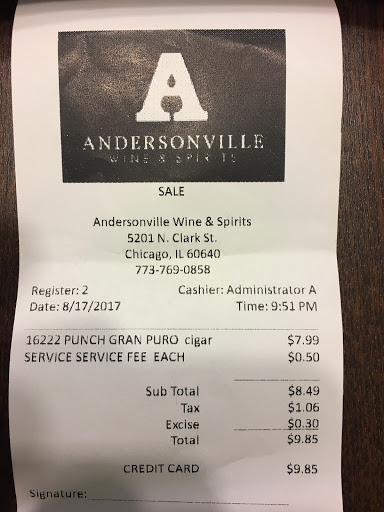 A
ANDERSONVILLE
WINE & SPIRITS
SALE
Andersonville Wine & Spirits
5201 N. Clark St.
Chicago, IL 60640
773-769-0858
Register: 2 Cashier: Administrator A
Date: 8/17/2017 Time: 9:51 PM
16222 PUNCH GRAN PURO cigar $7.99
SERVICE SERVICE FEE EACH $0.50
Sub Total $8.49
Tax $1.06
Excise $0.30
Total $9.85
CREDIT CARD $9.85
Signature: